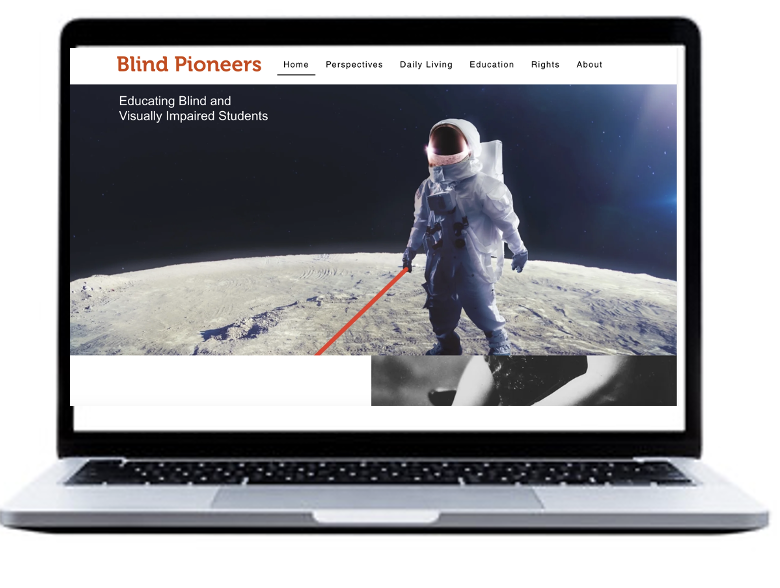 Blind Pioneers
Home Perspectives Daily Living Education Rights About
Educating Blind and
Visually Impaired Students